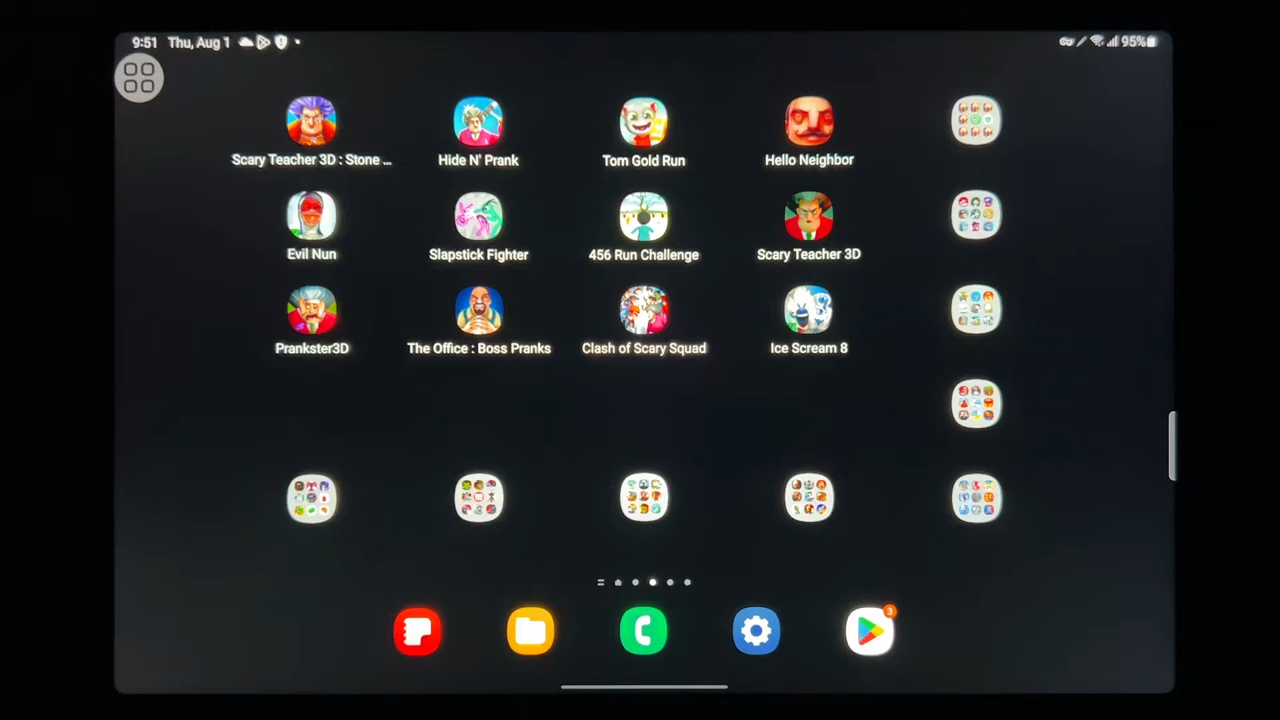 9:51 Thu, Aug 1
95%
Scary Teacher 3D : Stone ...
Hide N' Prank
Tom Gold Run
Hello Neighbor
Evil Nun
Slapstick Fighter
456 Run Challenge
Scary Teacher 3D
Prankster3D
The Office : Boss Pranks
Clash of Scary Squad
Ice Scream 8
3